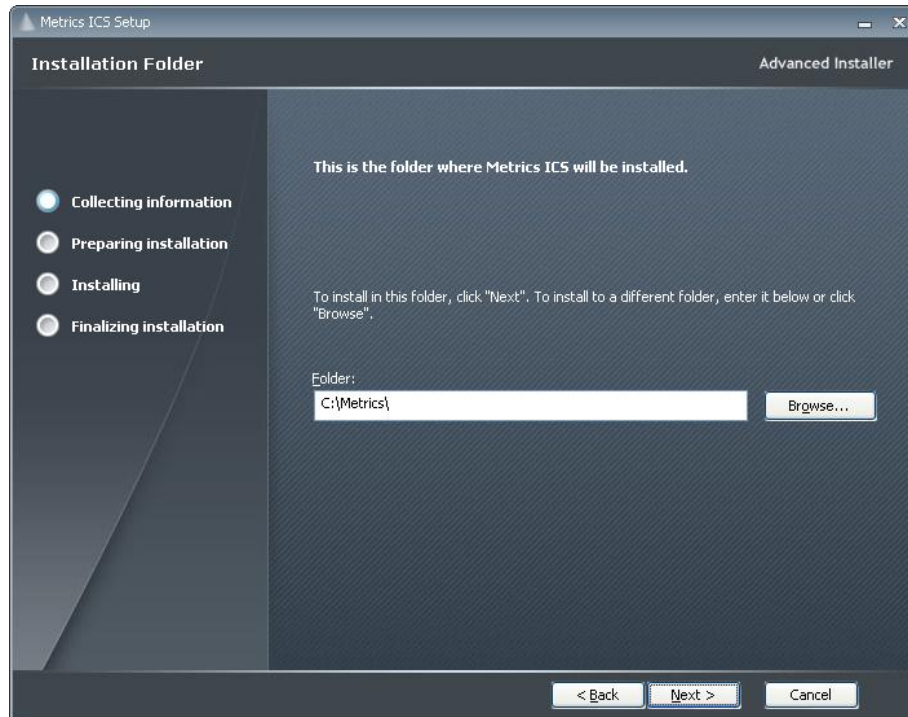 Metrics ICS Setup
Installation Folder
Advanced Installer
Collecting information
Preparing installation
Installing
Finalizing installation
This is the folder where Metrics ICS will be installed.
To install in this folder, click "Next". To install to a different folder, enter it below or click
"Browse".
Folder:
C:\Metrics\
Browse...
< Back
Next >
Cancel